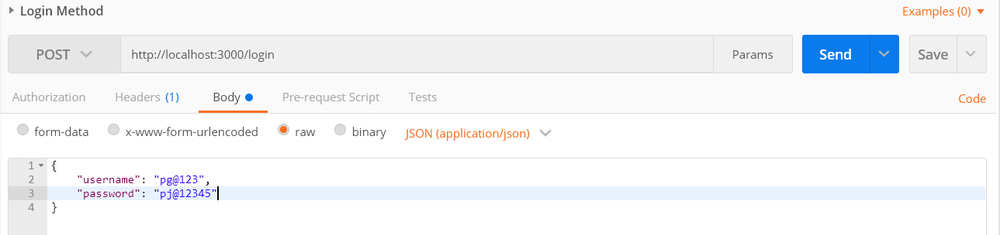 Login Method Examples (0)
POST http://localhost:3000/login Params Send Save
Authorization Headers (1) Body Pre-request Script Tests Code
form-data x-www-form-urlencoded raw binary JSON (application/json)
1 {
2 "username": "pg@123",
3 "password": "pj@12345"
4 }